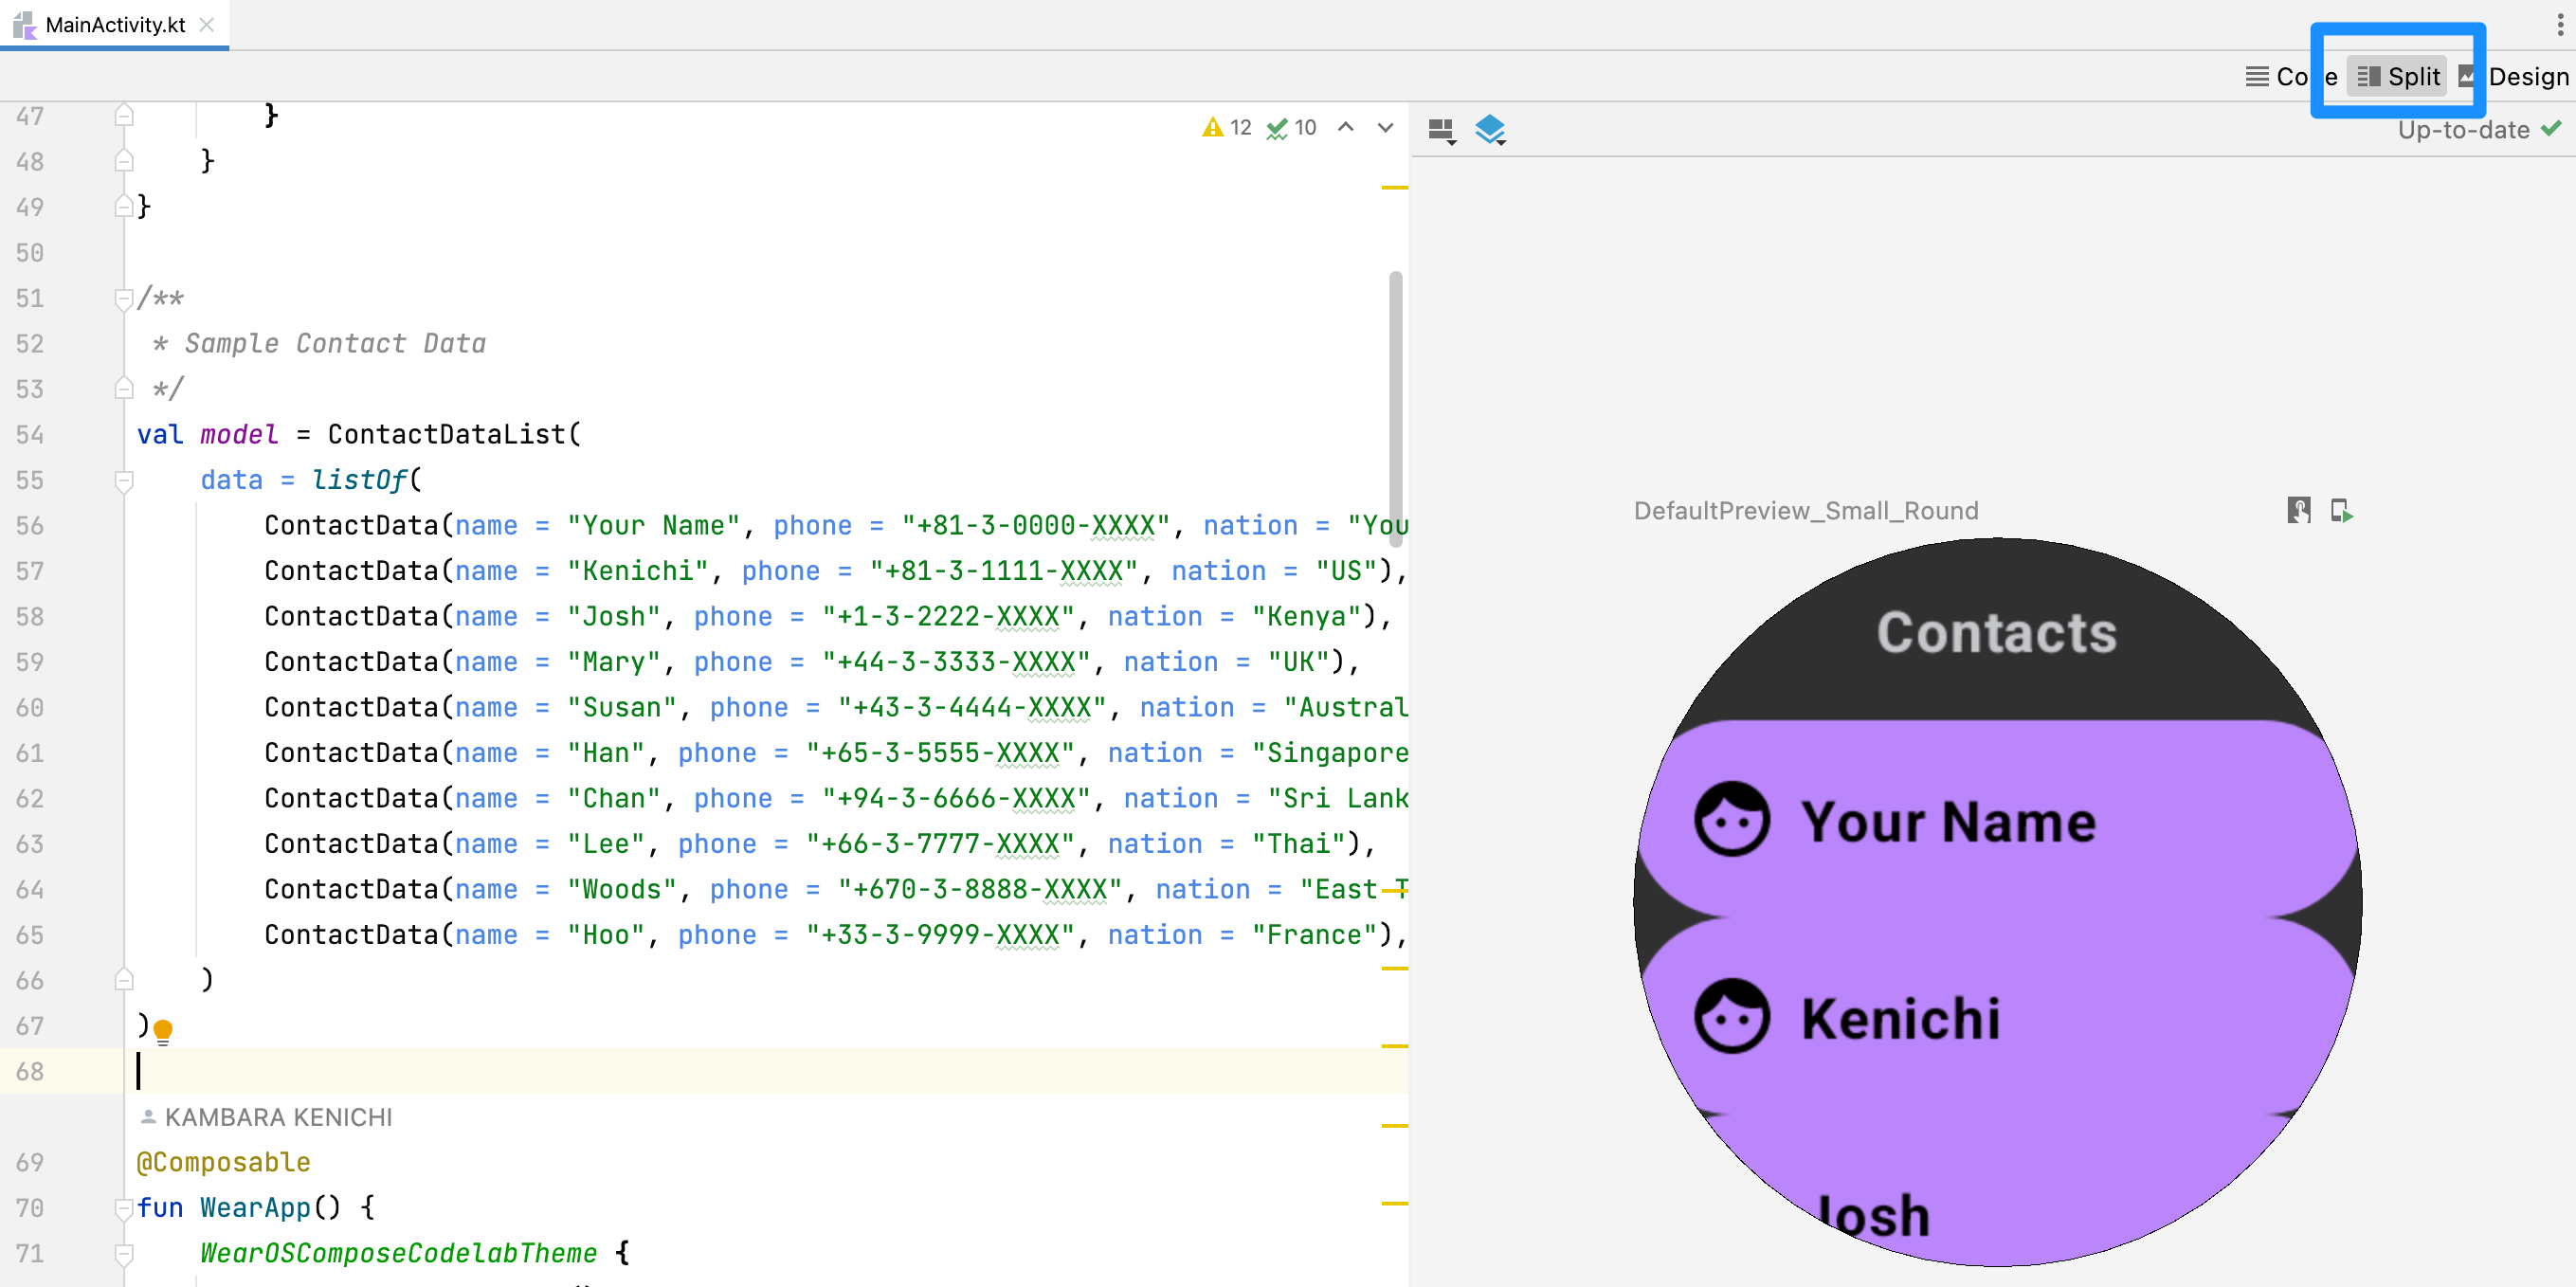 MainActivity.kt
Code Split Design
12 10
Up-to-date
47 }
48 }
49 }
50
51 /**
52 * Sample Contact Data
53 */
54 val model = ContactDataList(
55 data = listOf(
56 ContactData(name = "Your Name", phone = "+81-3-0000-XXXX", nation = "You
57 ContactData(name = "Kenichi", phone = "+81-3-1111-XXXX", nation = "US"),
58 ContactData(name = "Josh", phone = "+1-3-2222-XXXX", nation = "Kenya"),
59 ContactData(name = "Mary", phone = "+44-3-3333-XXXX", nation = "UK"),
60 ContactData(name = "Susan", phone = "+43-3-4444-XXXX", nation = "Austral
61 ContactData(name = "Han", phone = "+65-3-5555-XXXX", nation = "Singapore
62 ContactData(name = "Chan", phone = "+94-3-6666-XXXX", nation = "Sri Lank
63 ContactData(name = "Lee", phone = "+66-3-7777-XXXX", nation = "Thai"),
64 ContactData(name = "Woods", phone = "+670-3-8888-XXXX", nation = "East T
65 ContactData(name = "Hoo", phone = "+33-3-9999-XXXX", nation = "France"),
66 )
67 )
68
KAMBARA KENICHI
69 @Composable
70 fun WearApp() {
71 WearOSComposeCodelabTheme {
DefaultPreview_Small_Round
Contacts
Your Name
Kenichi
Josh